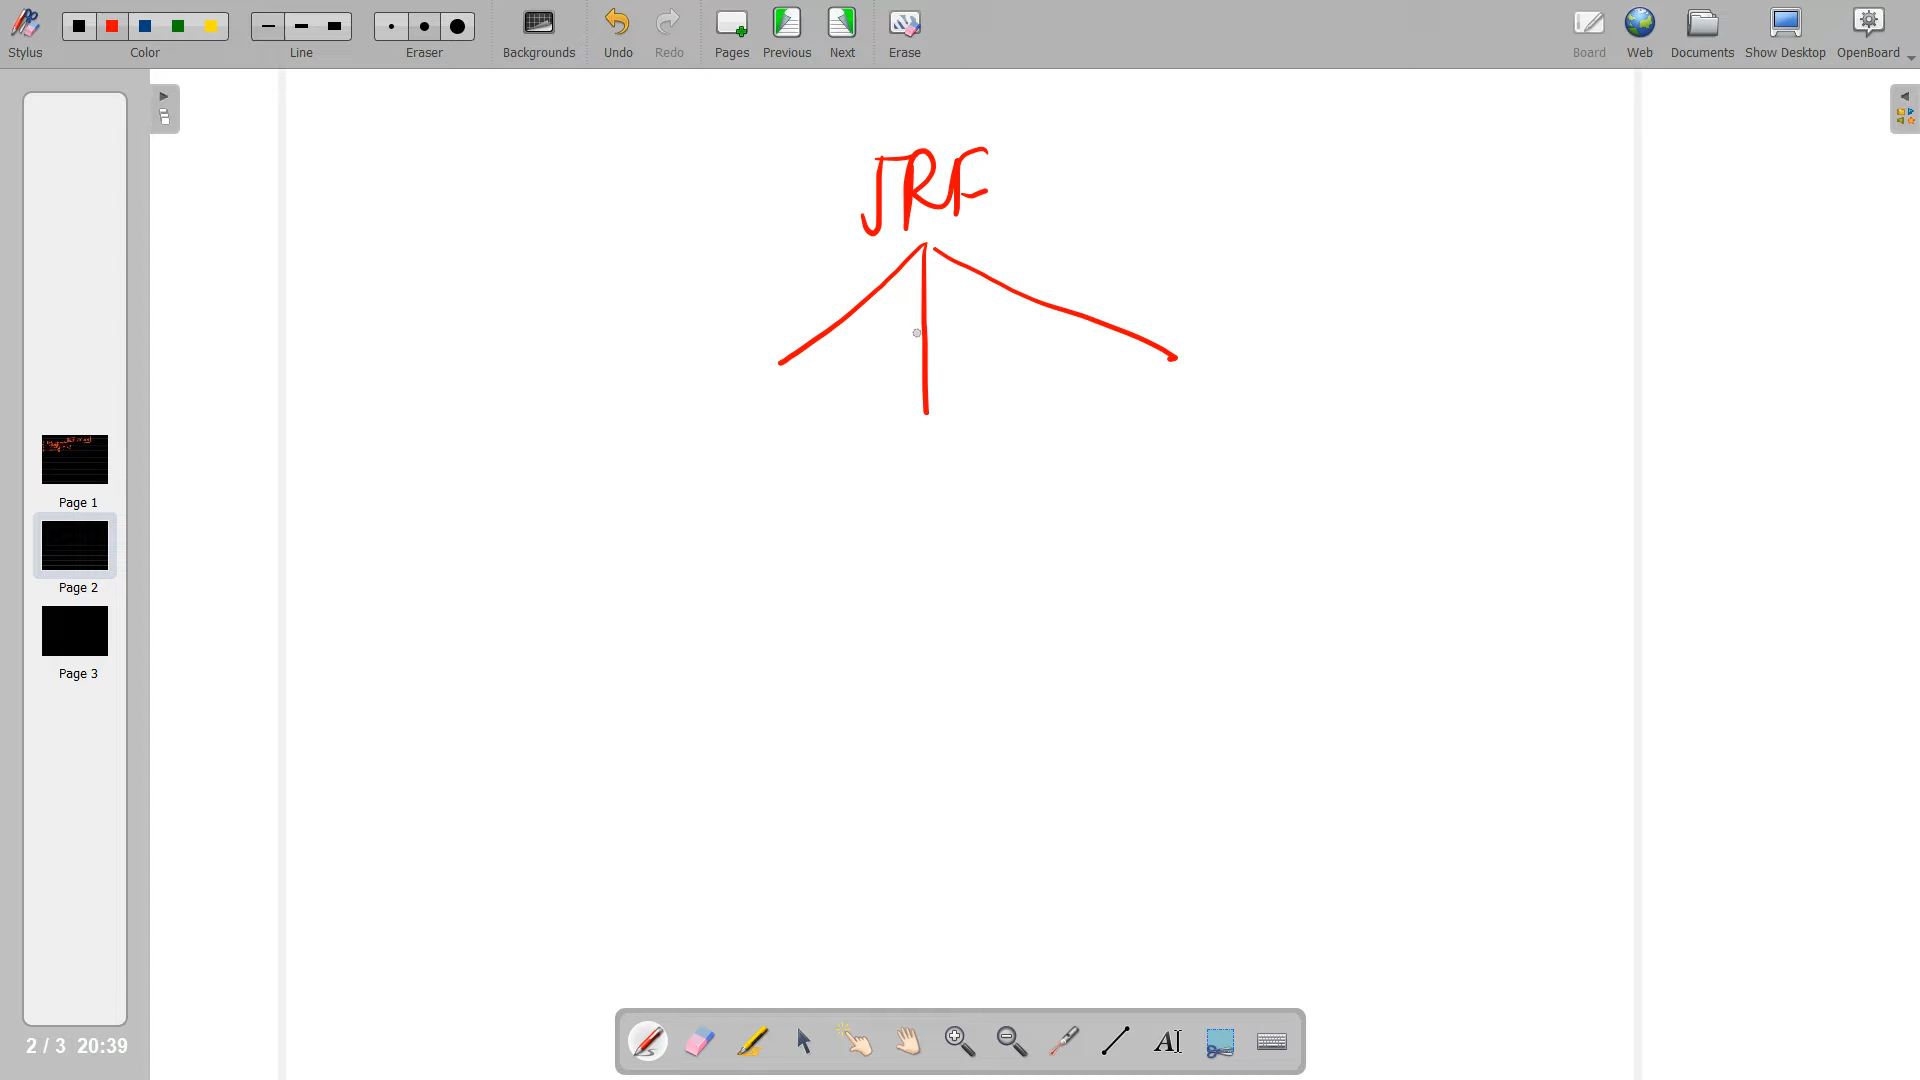 Stylus
Color
Line
Eraser
Backgrounds
Undo
Redo
Pages
Previous
Next
Erase
Board
Web
Documents
Show Desktop
OpenBoard
JRF
Page 1
Page 2
Page 3
2 / 3 20:39